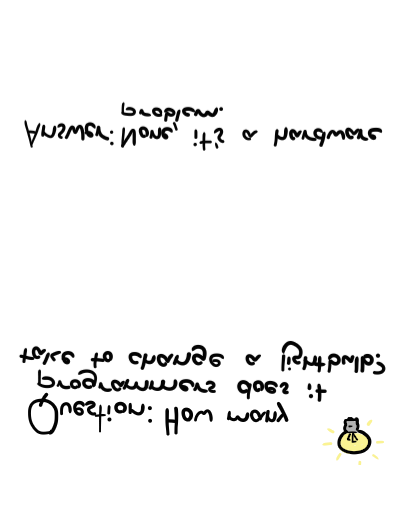 Question: How many
programmers does it
take to change a lightbulb?
Answer: None, it's a hardware
problem.